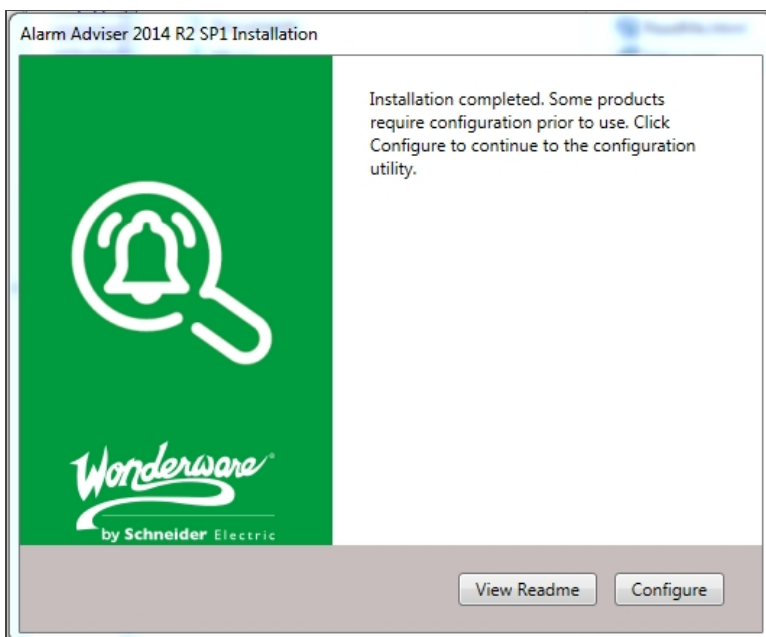 Alarm Adviser 2014 R2 SP1 Installation
Installation completed. Some products
require configuration prior to use. Click
Configure to continue to the configuration
utility.
Wonderware
by Schneider Electric
View Readme
Configure